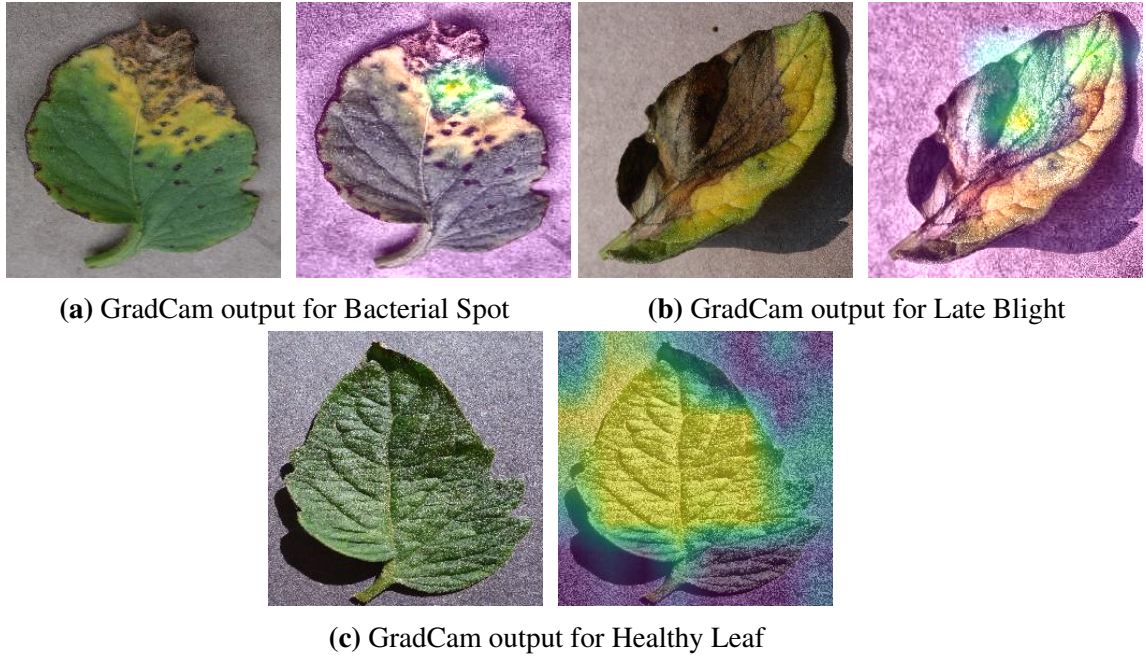 (a) GradCam output for Bacterial Spot
(b) GradCam output for Late Blight
(c) GradCam output for Healthy Leaf